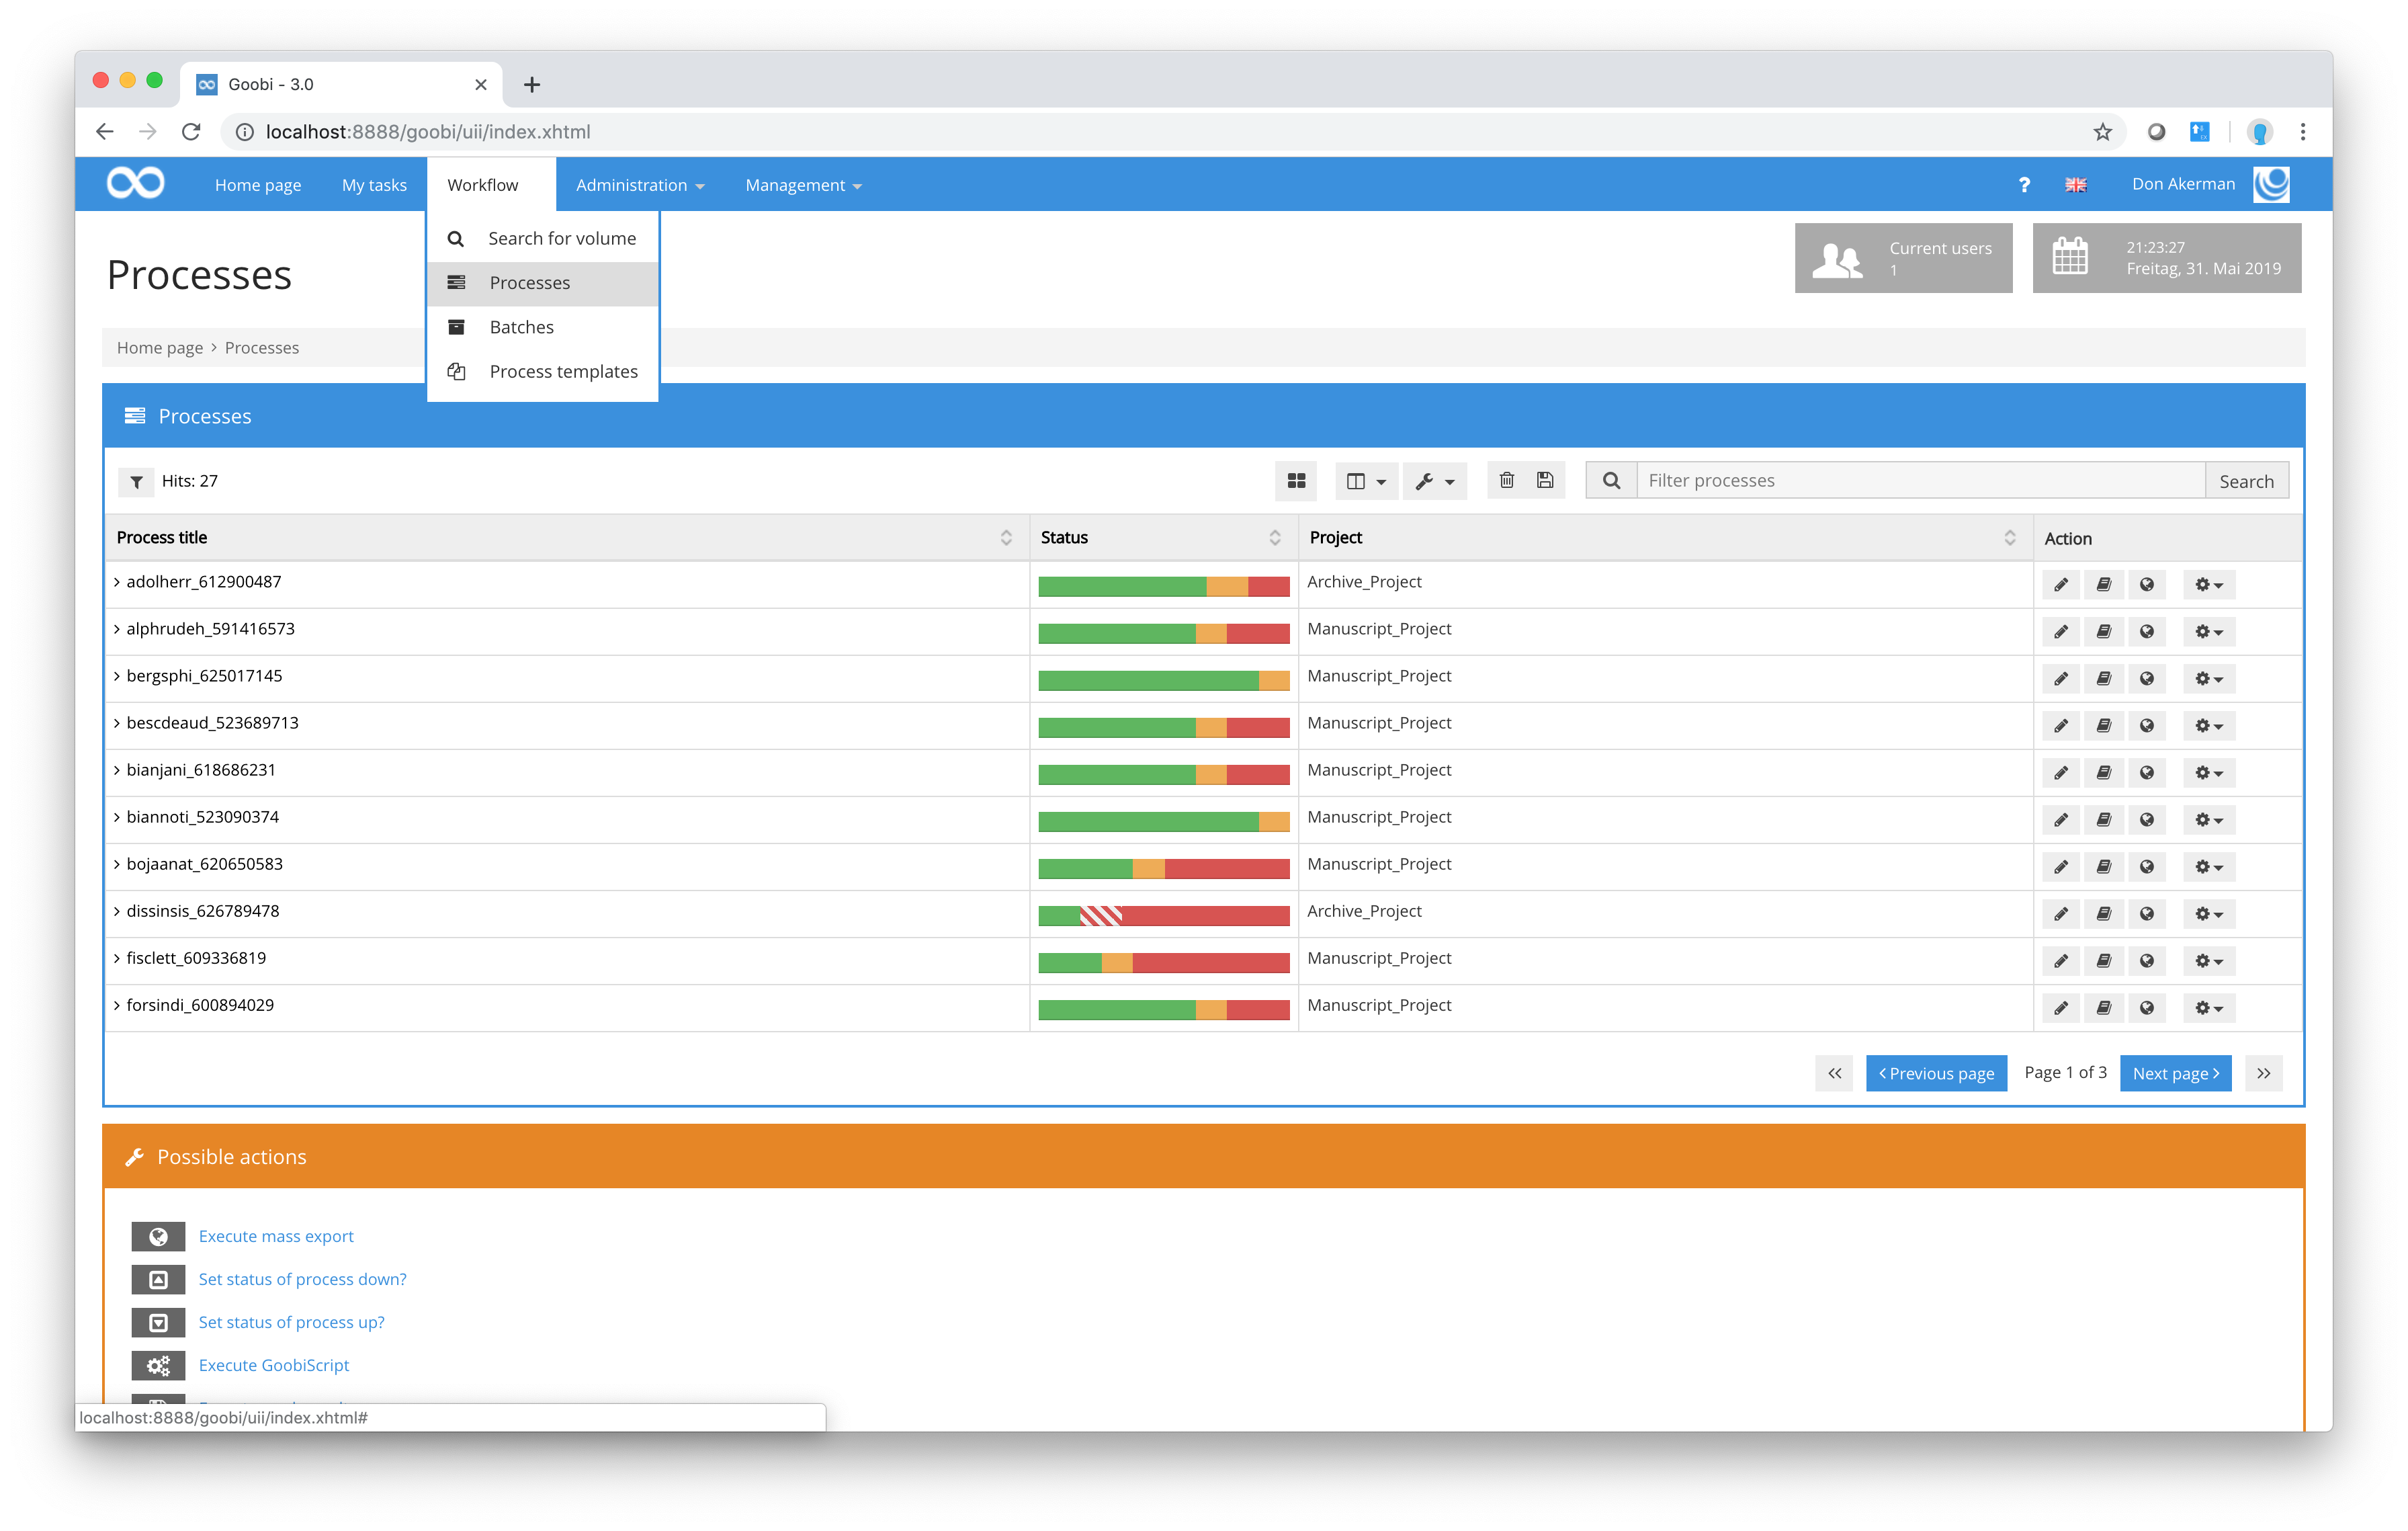 Goobi - 3.0
localhost:8888/goobi/uii/index.xhtml
Home page My tasks Workflow Administration Management ? Don Akerman
Search for volume
Processes
Batches
Process templates
Processes
Current users
1
21:23:27
Freitag, 31. Mai 2019
Home page > Processes
Processes
Hits: 27
Filter processes
Search
Process title Status Project Action
adolherr_612900487 Archive_Project
alphrudeh_591416573 Manuscript_Project
bergsphi_625017145 Manuscript_Project
bescdeaud_523689713 Manuscript_Project
bianjani_618686231 Manuscript_Project
biannoti_523090374 Manuscript_Project
bojaanat_620650583 Manuscript_Project
dissinsis_626789478 Archive_Project
fisclett_609336819 Manuscript_Project
forsindi_600894029 Manuscript_Project
« < Previous page Page 1 of 3 Next page > »
Possible actions
Execute mass export
Set status of process down?
Set status of process up?
Execute GoobiScript
localhost:8888/goobi/uii/index.xhtml#